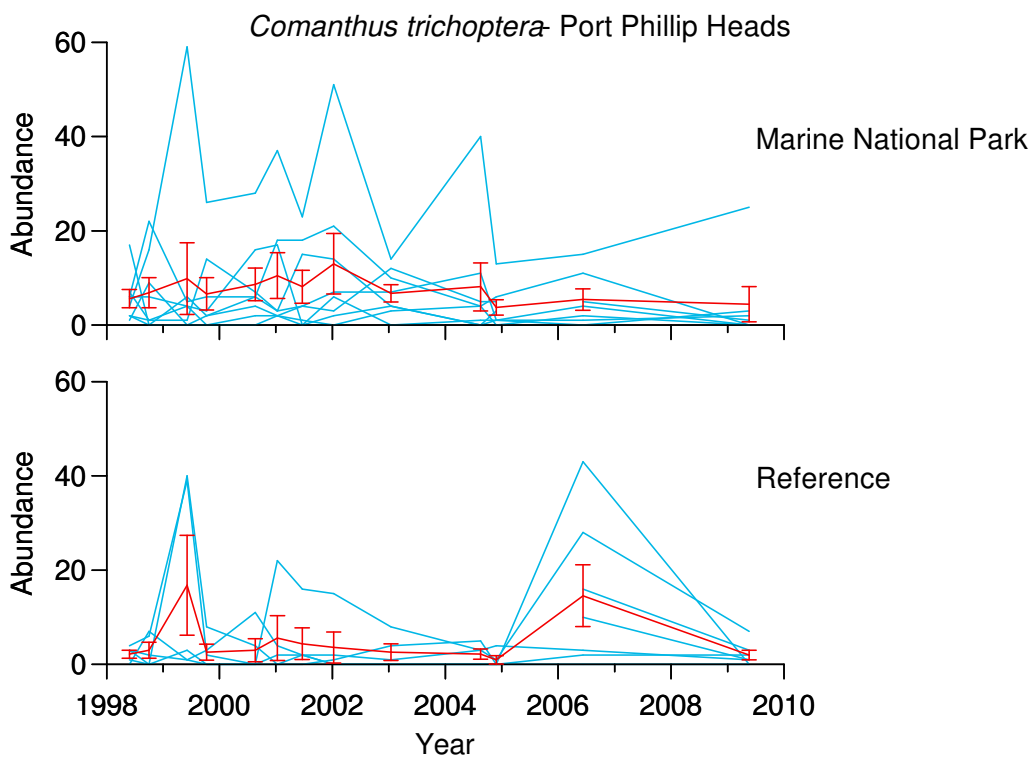 Comanthus trichoptera- Port Phillip Heads
60
40
20
0
Abundance
Marine National Park
60
40
20
0
Abundance
Reference
1998 2000 2002 2004 2006 2008 2010
Year